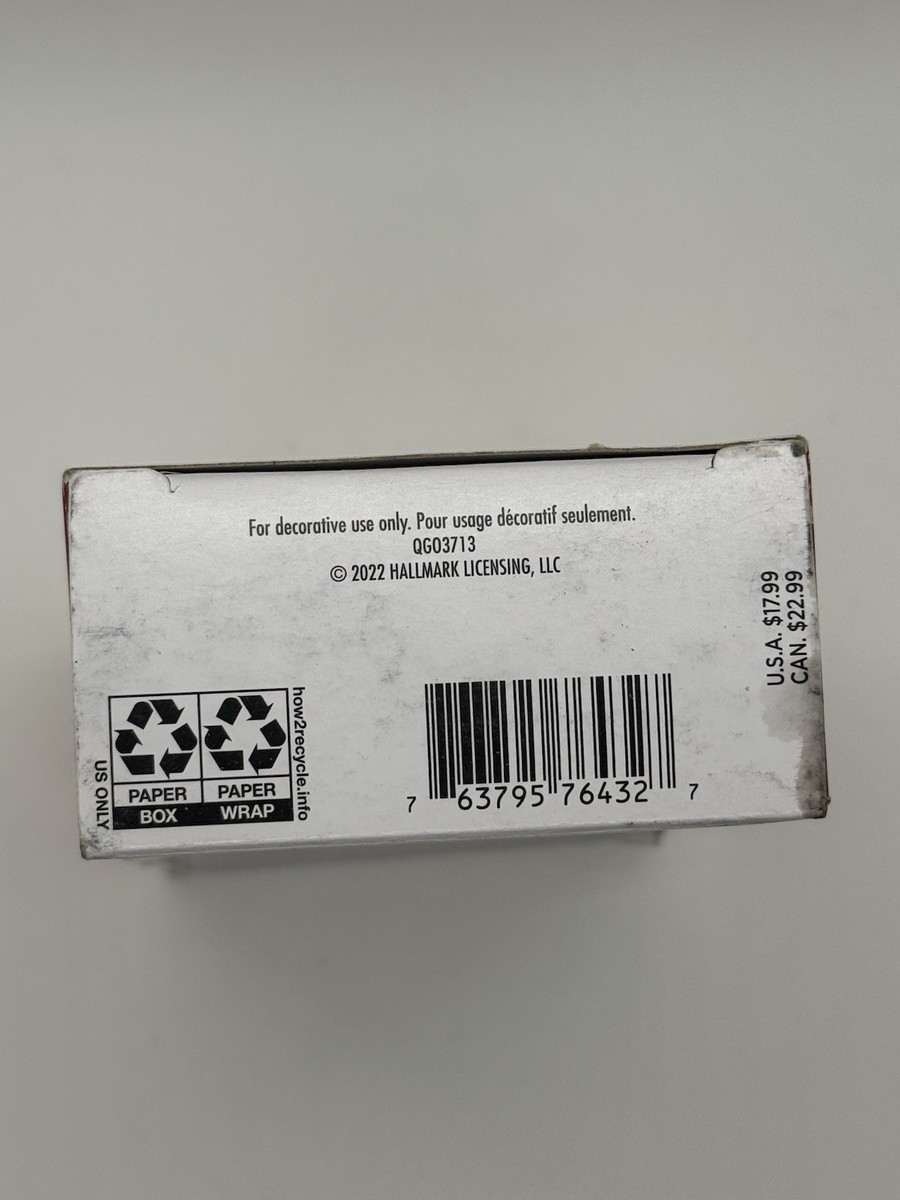 For decorative use only. Pour usage décoratif seulement.
QGO3713
© 2022 HALLMARK LICENSING, LLC
U.S.A. $17.99
CAN. $22.99
US ONLY
PAPER
BOX
PAPER
WRAP
how2recycle.info
7 63795 76432 7